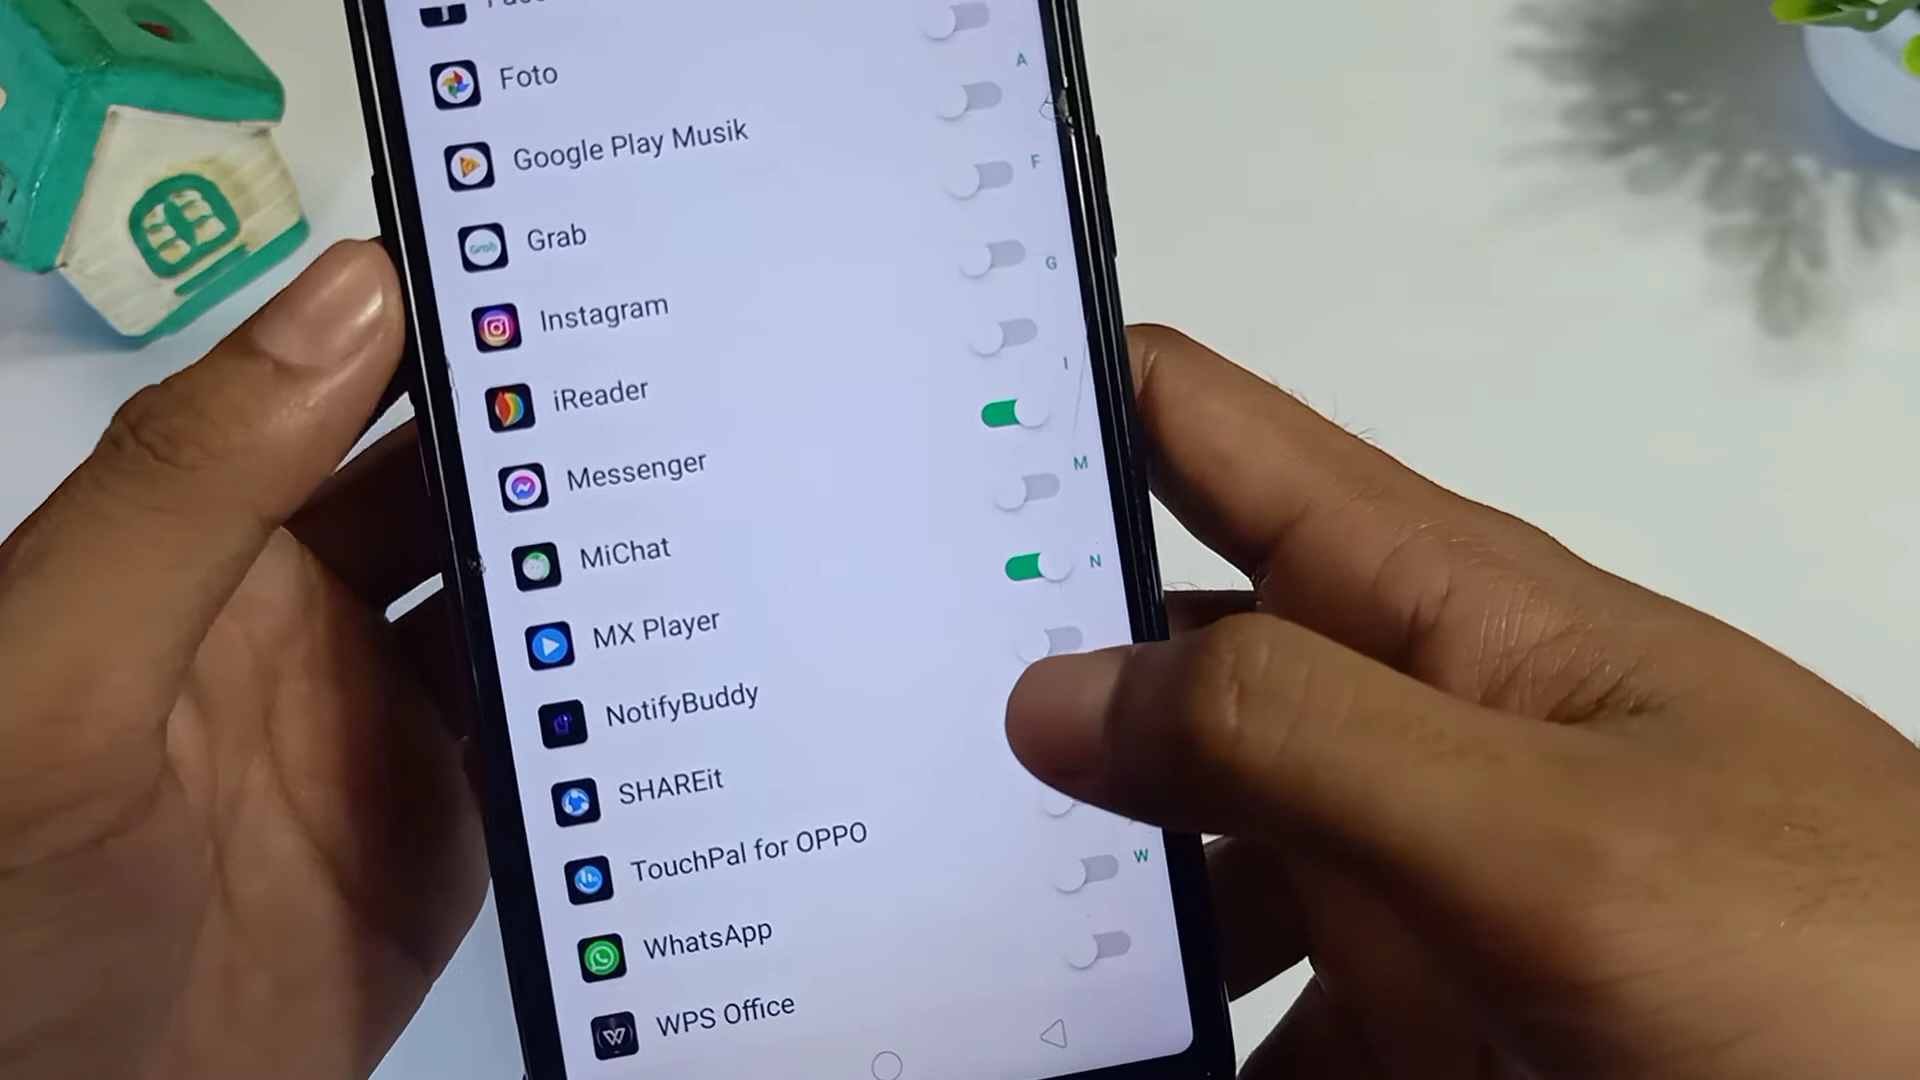 Foto
A
Google Play Musik
F
Grab
G
Instagram
I
iReader
Messenger
M
MiChat
N
MX Player
NotifyBuddy
SHAREit
TouchPal for OPPO
W
WhatsApp
WPS Office